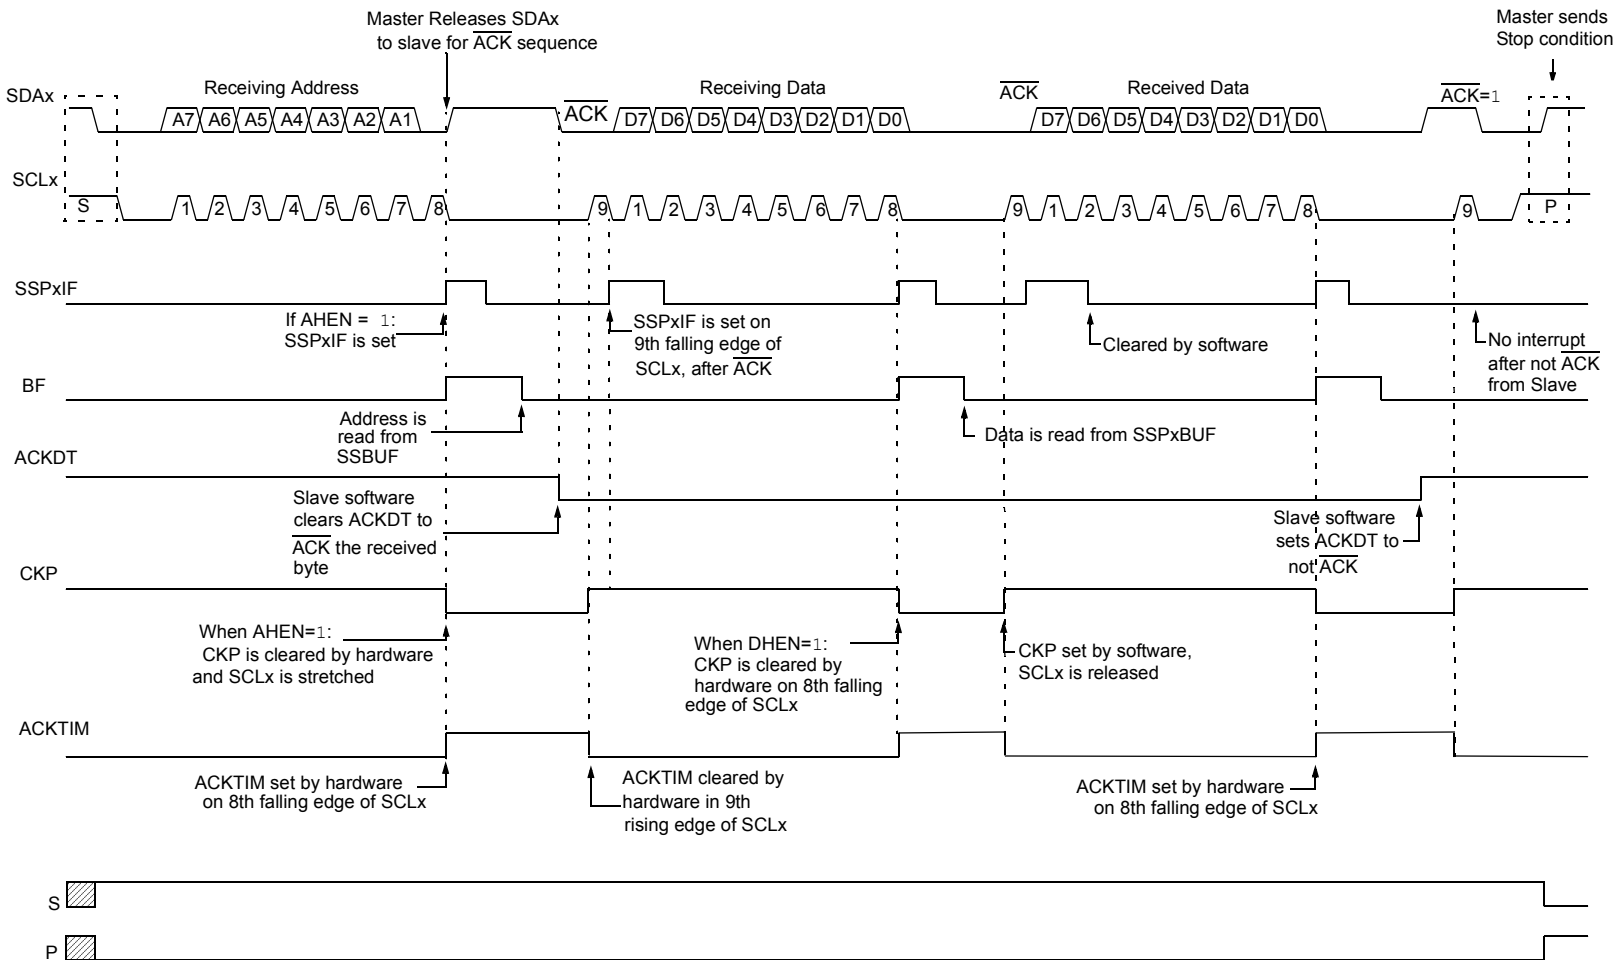 Master Releases SDAx
to slave for ACK sequence
Master sends
Stop condition
SDAx
Receiving Address
A7 A6 A5 A4 A3 A2 A1
ACK
Receiving Data
D7 D6 D5 D4 D3 D2 D1 D0
ACK
Received Data
D7 D6 D5 D4 D3 D2 D1 D0
ACK=1
SCLx
S
1 2 3 4 5 6 7 8
9 1 2 3 4 5 6 7 8
9 1 2 3 4 5 6 7 8
9
P
SSPxIF
If AHEN = 1:
SSPxIF is set
SSPxIF is set on
9th falling edge of
SCLx, after ACK
Cleared by software
No interrupt
after not ACK
from Slave
BF
Address is
read from
SSBUF
Data is read from SSPxBUF
ACKDT
Slave software
clears ACKDT to
ACK the received
byte
Slave software
sets ACKDT to
not ACK
CKP
When AHEN=1:
CKP is cleared by hardware
and SCLx is stretched
When DHEN=1:
CKP is cleared by
hardware on 8th falling
edge of SCLx
CKP set by software,
SCLx is released
ACKTIM
ACKTIM set by hardware
on 8th falling edge of SCLx
ACKTIM cleared by
hardware in 9th
rising edge of SCLx
ACKTIM set by hardware
on 8th falling edge of SCLx
S
P